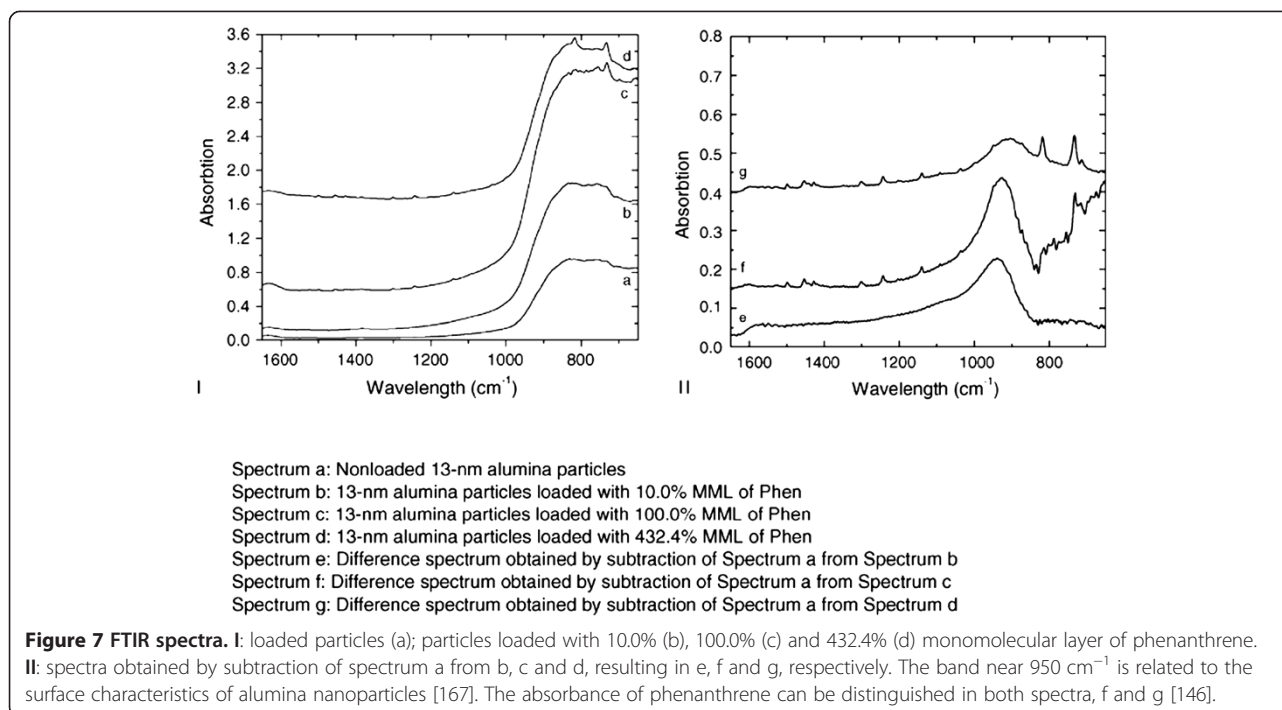 3.6
3.2
2.8
2.4
2.0
1.6
1.2
0.8
0.4
0.0
Absorbtion
d
c
b
a
1600 1400 1200 1000 800
Wavelength (cm-1)
I
0.8
0.7
0.6
0.5
0.4
0.3
0.2
0.1
0.0
Absorbtion
g
f
e
1600 1400 1200 1000 800
Wavelength (cm-1)
II
Spectrum a: Nonloaded 13-nm alumina particles
Spectrum b: 13-nm alumina particles loaded with 10.0% MML of Phen
Spectrum c: 13-nm alumina particles loaded with 100.0% MML of Phen
Spectrum d: 13-nm alumina particles loaded with 432.4% MML of Phen
Spectrum e: Difference spectrum obtained by subtraction of Spectrum a from Spectrum b
Spectrum f: Difference spectrum obtained by subtraction of Spectrum a from Spectrum c
Spectrum g: Difference spectrum obtained by subtraction of Spectrum a from Spectrum d
Figure 7 FTIR spectra. I: loaded particles (a); particles loaded with 10.0% (b), 100.0% (c) and 432.4% (d) monomolecular layer of phenanthrene.
II: spectra obtained by subtraction of spectrum a from b, c and d, resulting in e, f and g, respectively. The band near 950 cm−1 is related to the
surface characteristics of alumina nanoparticles [167]. The absorbance of phenanthrene can be distinguished in both spectra, f and g [146].